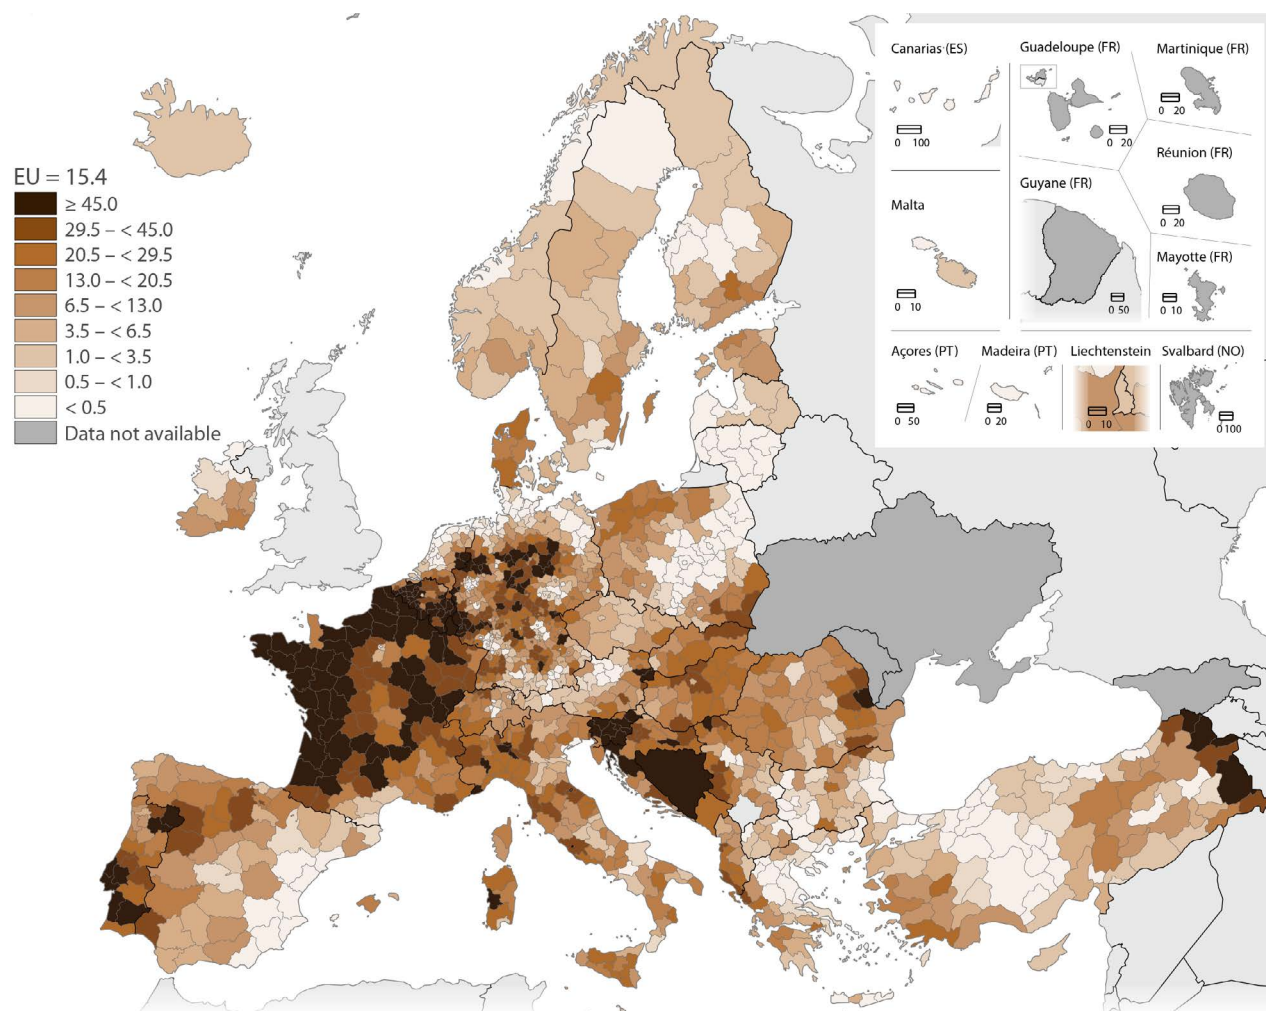 EU = 15.4
≥ 45.0
29.5 – < 45.0
20.5 – < 29.5
13.0 – < 20.5
6.5 – < 13.0
3.5 – < 6.5
1.0 – < 3.5
0.5 – < 1.0
< 0.5
Data not available
Canarias (ES)
0 100
Guadeloupe (FR)
0 20
Martinique (FR)
0 20
Réunion (FR)
0 20
Guyane (FR)
0 50
Malta
0 10
Mayotte (FR)
0 10
Açores (PT)
0 50
Madeira (PT)
0 20
Liechtenstein
0 10
Svalbard (NO)
0 100